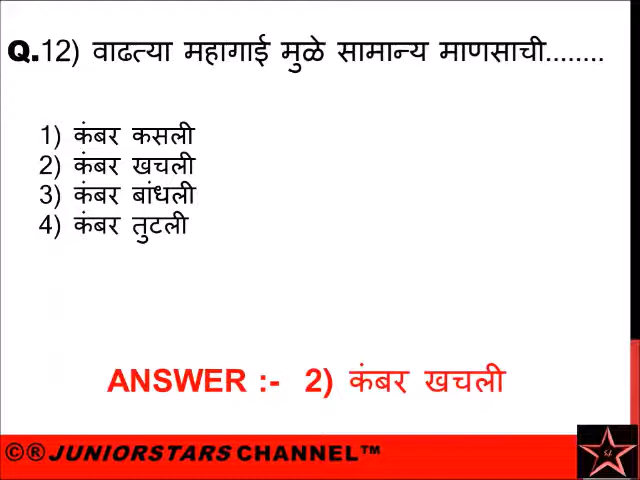 Q.12) वाढत्या महागाई मुळे सामान्य माणसाची........
1) कंबर कसली
2) कंबर खचली
3) कंबर बांधली
4) कंबर तुटली
ANSWER :- 2) कंबर खचली
©® JUNIORSTARS CHANNEL™